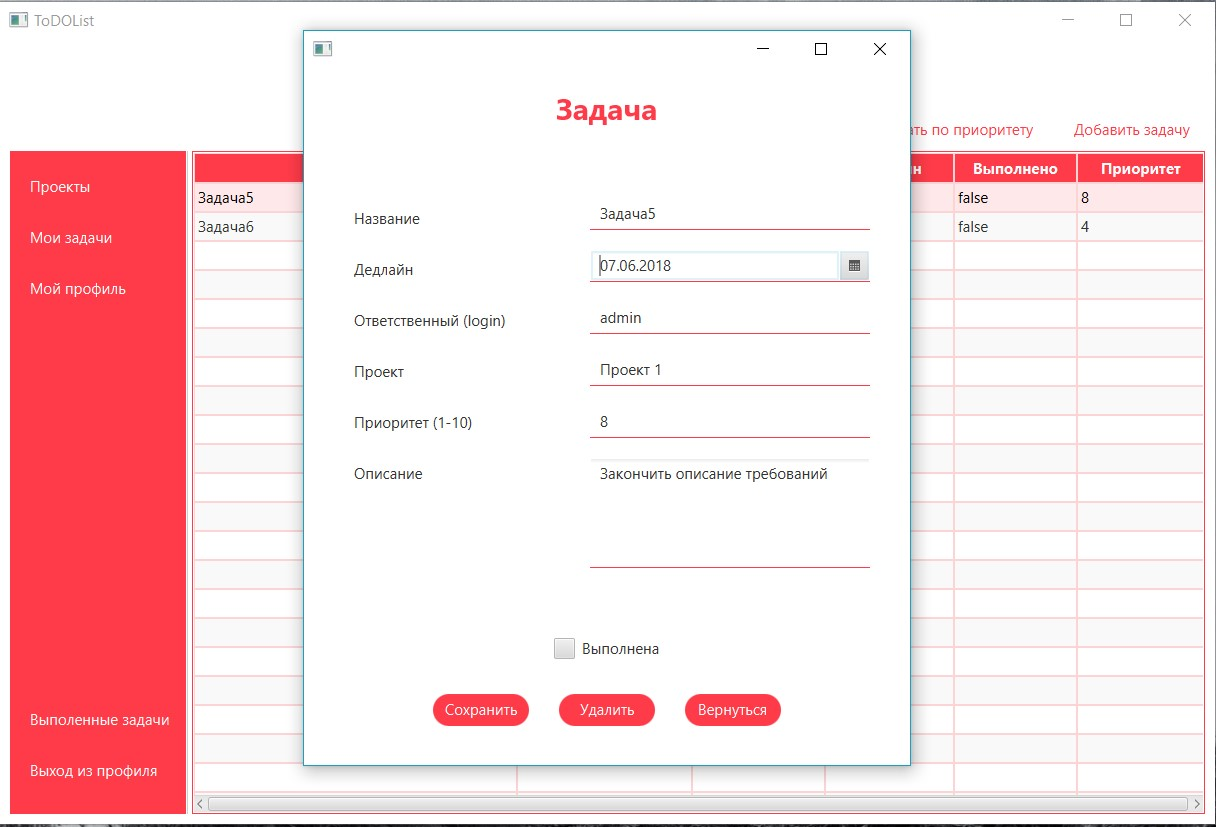 ToDOList
Задача
ать по приоритету
Добавить задачу
Проекты
Мои задачи
Мой профиль
Выполенные задачи
Выход из профиля
н
Выполнено
Приоритет
Задача5
false
8
Задача6
false
4
Название
Задача5
Дедлайн
07.06.2018
Ответственный (login)
admin
Проект
Проект 1
Приоритет (1-10)
8
Описание
Закончить описание требований
Выполнена
Сохранить
Удалить
Вернуться